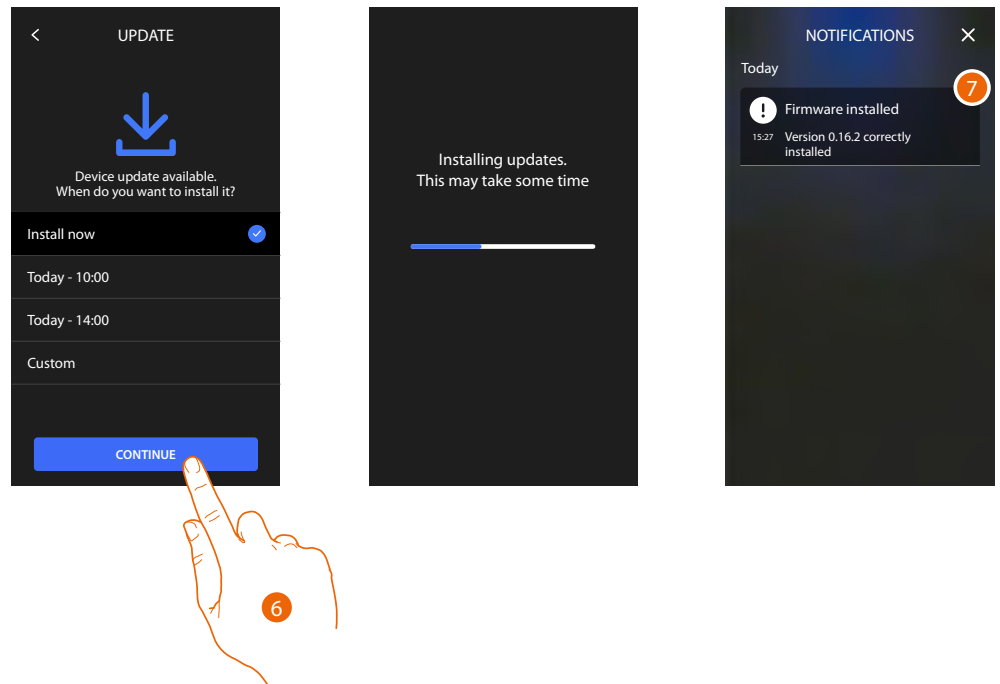 UPDATE
Device update available.
When do you want to install it?
Install now
Today - 10:00
Today - 14:00
Custom
CONTINUE
6
Installing updates.
This may take some time
NOTIFICATIONS
Today
7
Firmware installed
15:27 Version 0.16.2 correctly
installed